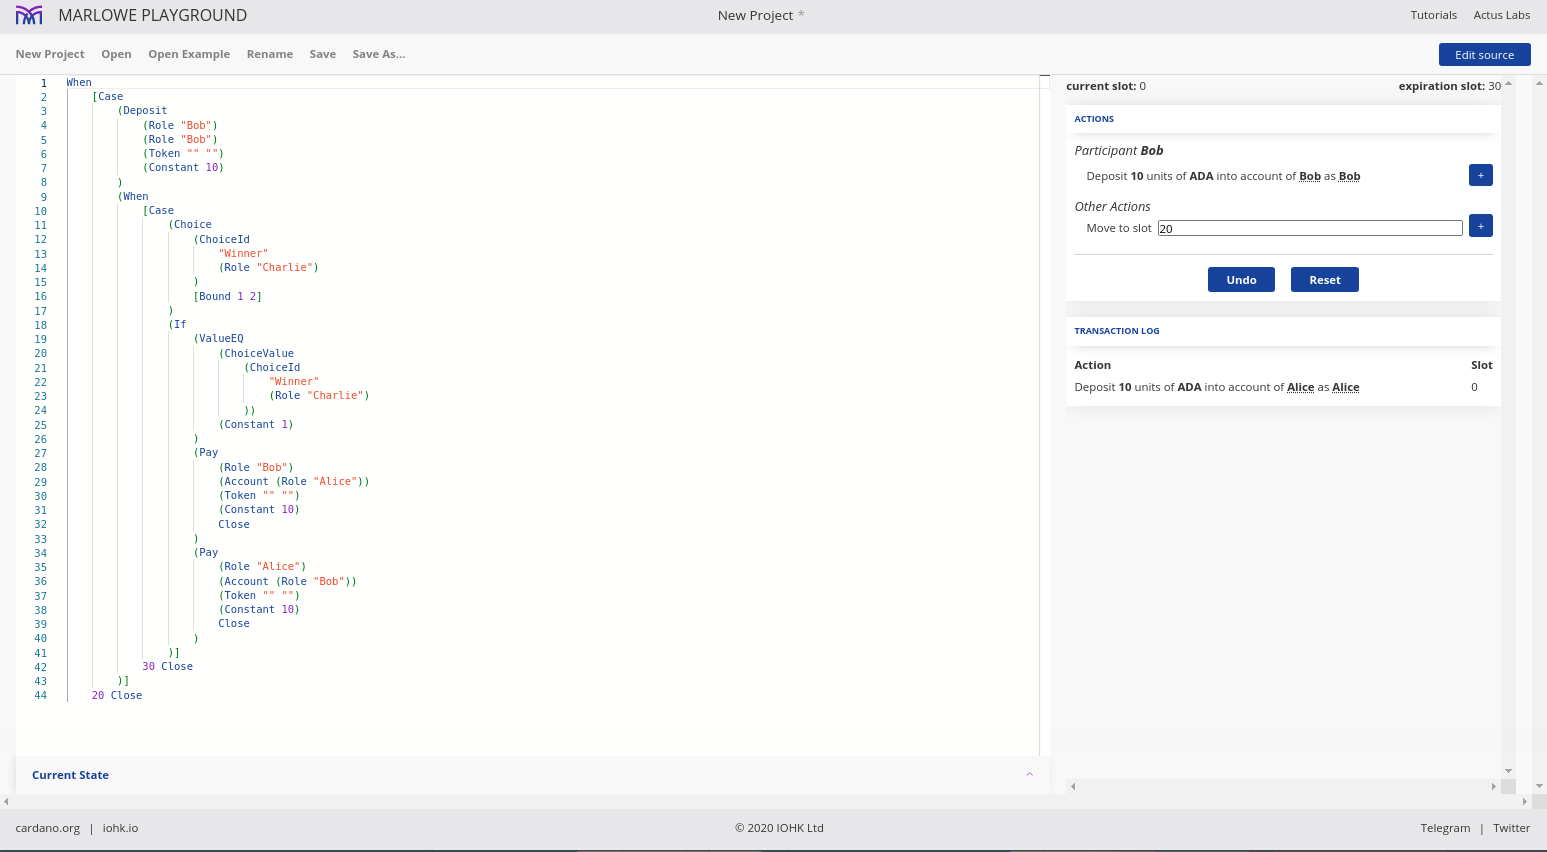 MARLOWE PLAYGROUND
New Project *
Tutorials Actus Labs
New Project Open Open Example Rename Save Save As...
Edit source
1 When
2 [Case
3 (Deposit
4 (Role "Bob")
5 (Role "Bob")
6 (Token "" "")
7 (Constant 10)
8 )
9 (When
10 [Case
11 (Choice
12 (ChoiceId
13 "Winner"
14 (Role "Charlie")
15 )
16 [Bound 1 2]
17 )
18 (If
19 (ValueEQ
20 (ChoiceValue
21 (ChoiceId
22 "Winner"
23 (Role "Charlie")
24 ))
25 (Constant 1)
26 )
27 (Pay
28 (Role "Bob")
29 (Account (Role "Alice"))
30 (Token "" "")
31 (Constant 10)
32 Close
33 )
34 (Pay
35 (Role "Alice")
36 (Account (Role "Bob"))
37 (Token "" "")
38 (Constant 10)
39 Close
40 )
41 )]
42 30 Close
43 )]
44 20 Close
Current State
current slot: 0 expiration slot: 30
ACTIONS
Participant Bob
Deposit 10 units of ADA into account of Bob as Bob +
Other Actions
Move to slot 20 +
Undo Reset
TRANSACTION LOG
Action Slot
Deposit 10 units of ADA into account of Alice as Alice 0
cardano.org | iohk.io
© 2020 IOHK Ltd
Telegram | Twitter